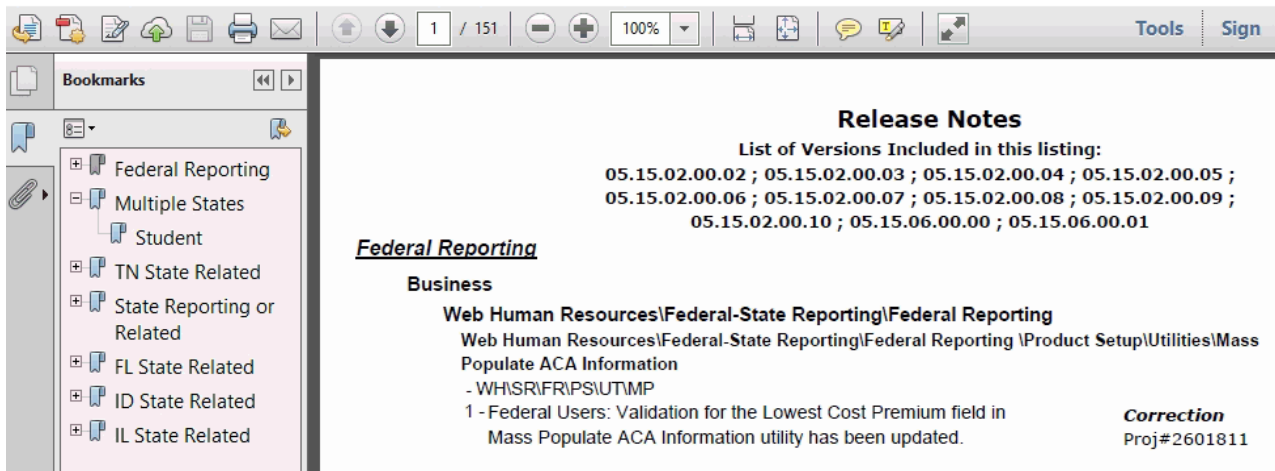 1 / 151 100% Tools Sign
Bookmarks
Federal Reporting
Multiple States
Student
TN State Related
State Reporting or
Related
FL State Related
ID State Related
IL State Related
Release Notes
List of Versions Included in this listing:
05.15.02.00.02 ; 05.15.02.00.03 ; 05.15.02.00.04 ; 05.15.02.00.05 ;
05.15.02.00.06 ; 05.15.02.00.07 ; 05.15.02.00.08 ; 05.15.02.00.09 ;
05.15.02.00.10 ; 05.15.06.00.00 ; 05.15.06.00.01
Federal Reporting
Business
Web Human Resources\Federal-State Reporting\Federal Reporting
Web Human Resources\Federal-State Reporting\Federal Reporting \Product Setup\Utilities\Mass
Populate ACA Information
- WH\SR\FR\PS\UT\MP
1 - Federal Users: Validation for the Lowest Cost Premium field in
Mass Populate ACA Information utility has been updated.
Correction
Proj#2601811